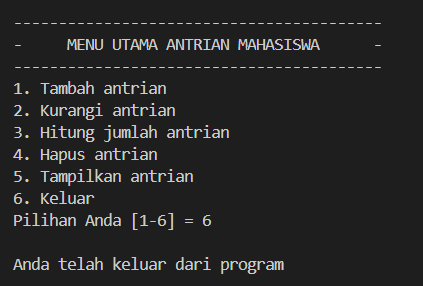 -----------------------------------------
-     MENU UTAMA ANTRIAN MAHASISWA      -
-----------------------------------------
1. Tambah antrian
2. Kurangi antrian
3. Hitung jumlah antrian
4. Hapus antrian
5. Tampilkan antrian
6. Keluar
Pilihan Anda [1-6] = 6
Anda telah keluar dari program